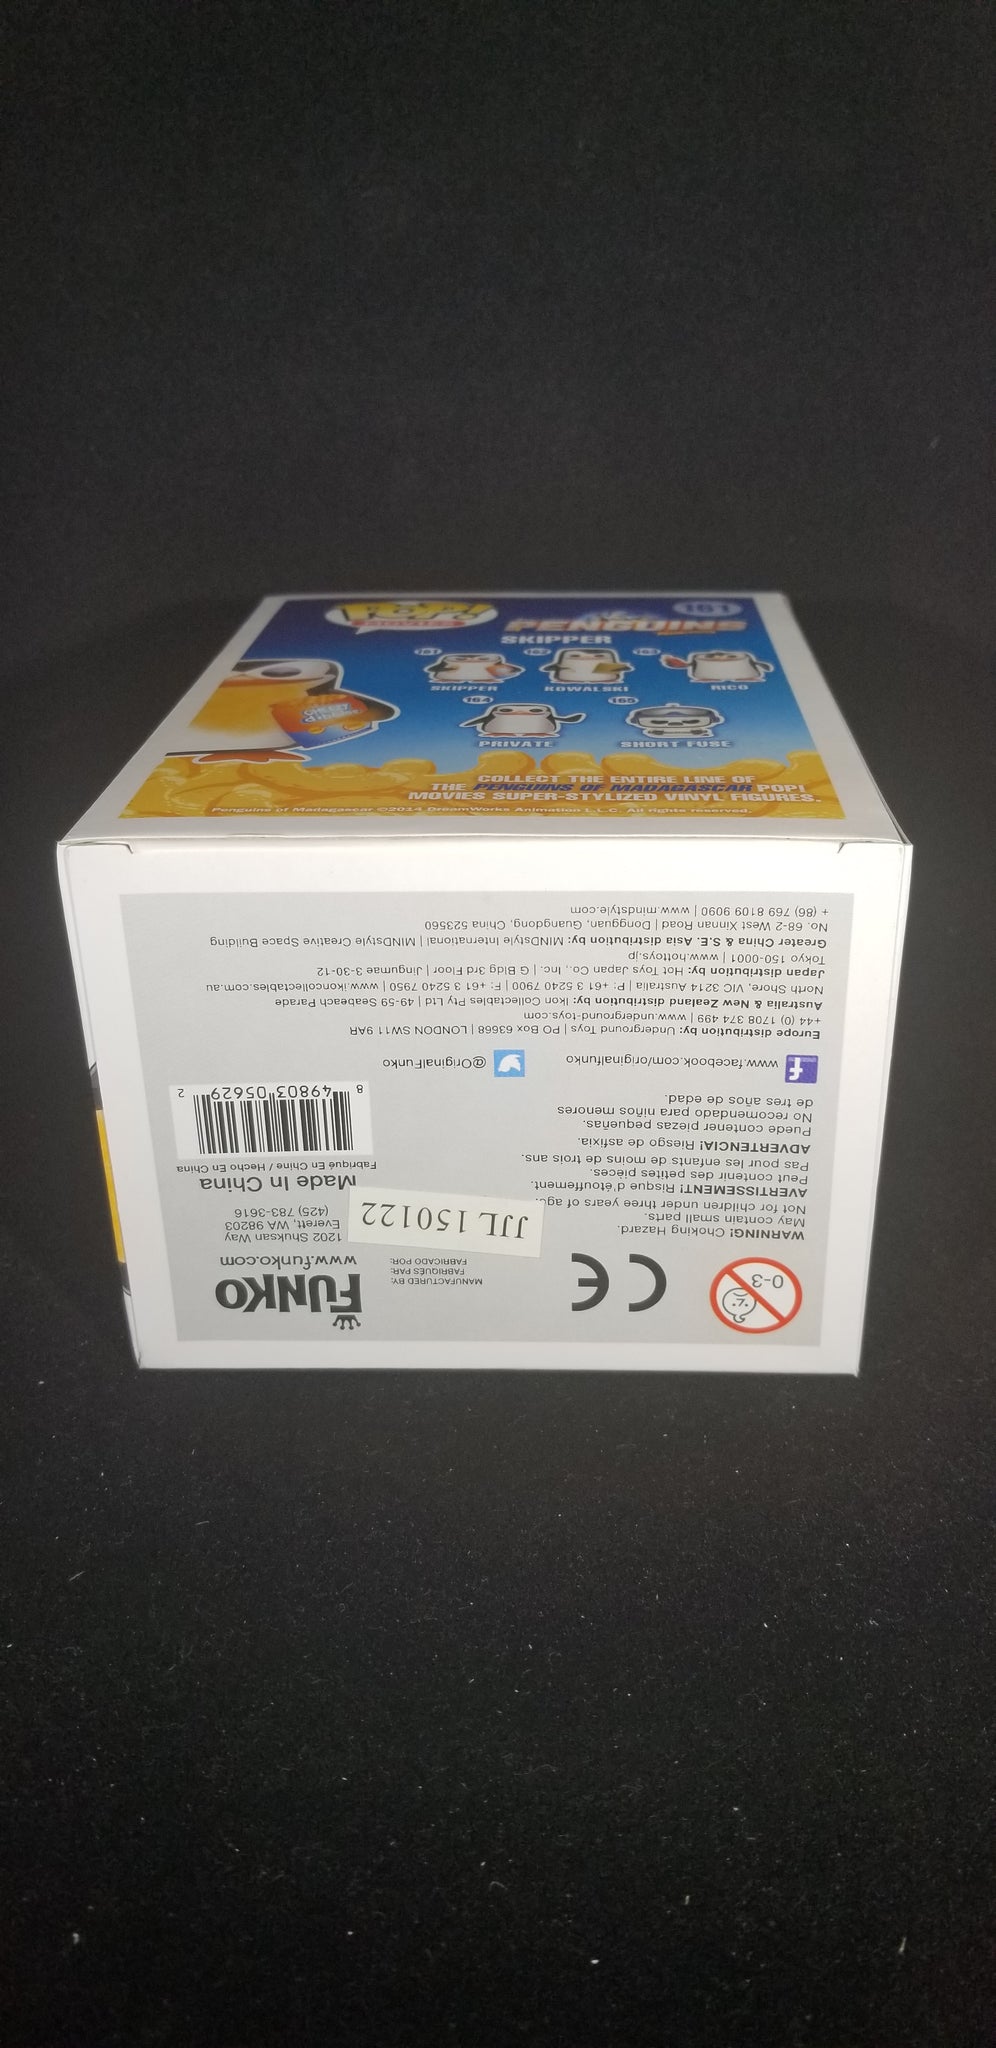 161
PENGUINS
SKIPPER
POP!
161
162
163
SKIPPER
KOWALSKI
RICO
164
165
PRIVATE
SHORT FUSE
CHEEZY
dibbles
COLLECT THE ENTIRE LINE OF
THE PENGUINS OF MADAGASCAR POP!
MOVIES SUPER-STYLIZED VINYL FIGURES.
Penguins of Madagascar ©2014 DreamWorks Animation L.L.C. All rights reserved.
0-3
CE
MANUFACTURED BY:
FABRIQUÉS PAR:
FABRICADO POR:
FUNKO
www.funko.com
1202 Shuksan Way
Everett, WA 98203
(425) 783-3616
JJL 150122
WARNING! Choking Hazard.
May contain small parts.
Not for children under three years of age.
AVERTISSEMENT! Risque d'étouffement.
Peut contenir des petites pièces.
Pas pour les enfants de moins de trois ans.
ADVERTENCIA! Riesgo de asfixia.
Puede contener piezas pequeñas.
No recomendado para niños menores
de tres años de edad.
Made In China
Fabriqué En Chine / Hecho En China
8 49803 05629 2
f www.facebook.com/originalfunko
@OriginalFunko
Europe distribution by: Underground Toys | PO Box 63668 | LONDON SW11 9AR
+44 (0) 1708 374 499 | www.underground-toys.com
Australia & New Zealand distribution by: Ikon Collectables Pty Ltd | 49-59 Seabeach Parade
North Shore, VIC 3214 Australia | P: +61 3 5240 7900 | F: +61 3 5240 7950 | www.ikoncollectables.com.au
Japan distribution by: Hot Toys Japan Co., Inc. | G Bldg 3rd Floor | Jingumae 3-30-12
Tokyo 150-0001 | www.hottoys.jp
Greater China & S.E. Asia distribution by: MINDstyle International | MINDstyle Creative Space Building
No. 68-2 West Xinnan Road | Dongguan, Guangdong, China 523560
+ (86) 769 8109 9090 | www.mindstyle.com